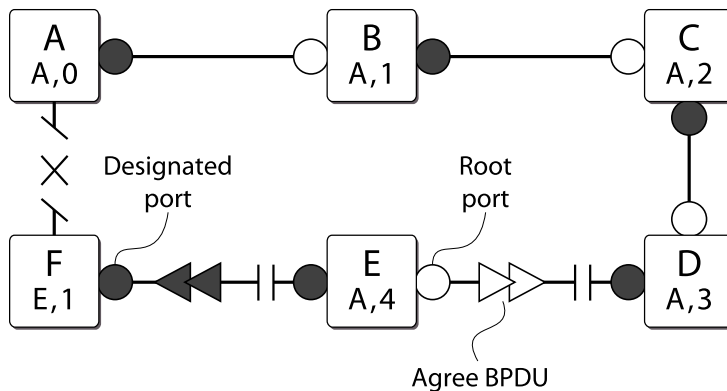 A
A,0
B
A,1
C
A,2
Designated
port
Root
port
F
E,1
E
A,4
D
A,3
Agree BPDU